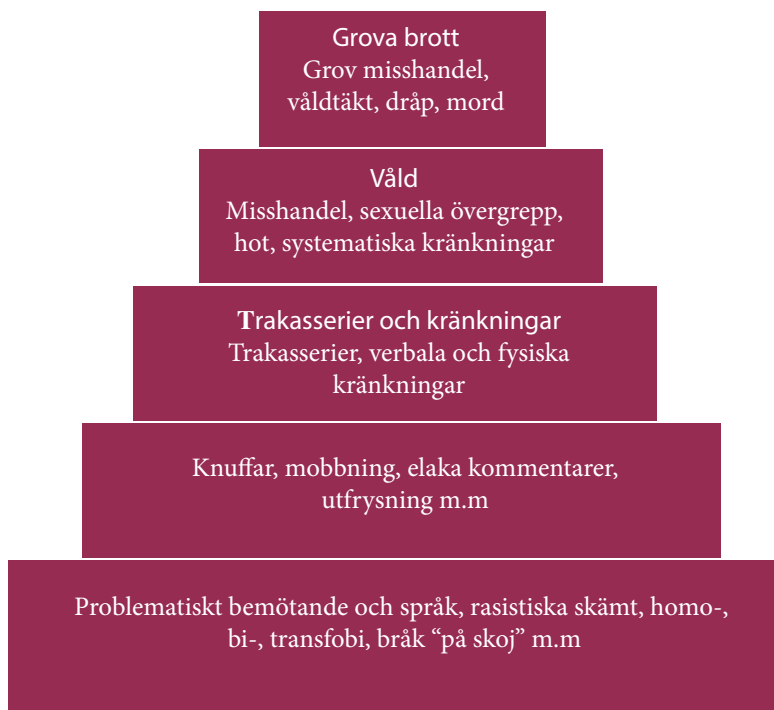 Grova brott
Grov misshandel,
våldtäkt, dråp, mord
Våld
Misshandel, sexuella övergrepp,
hot, systematiska kränkningar
Trakasserier och kränkningar
Trakasserier, verbala och fysiska
kränkningar
Knuffar, mobbning, elaka kommentarer,
utfrysning m.m
Problematiskt bemötande och språk, rasistiska skämt, homo-,
bi-, transfobi, bråk “på skoj” m.m